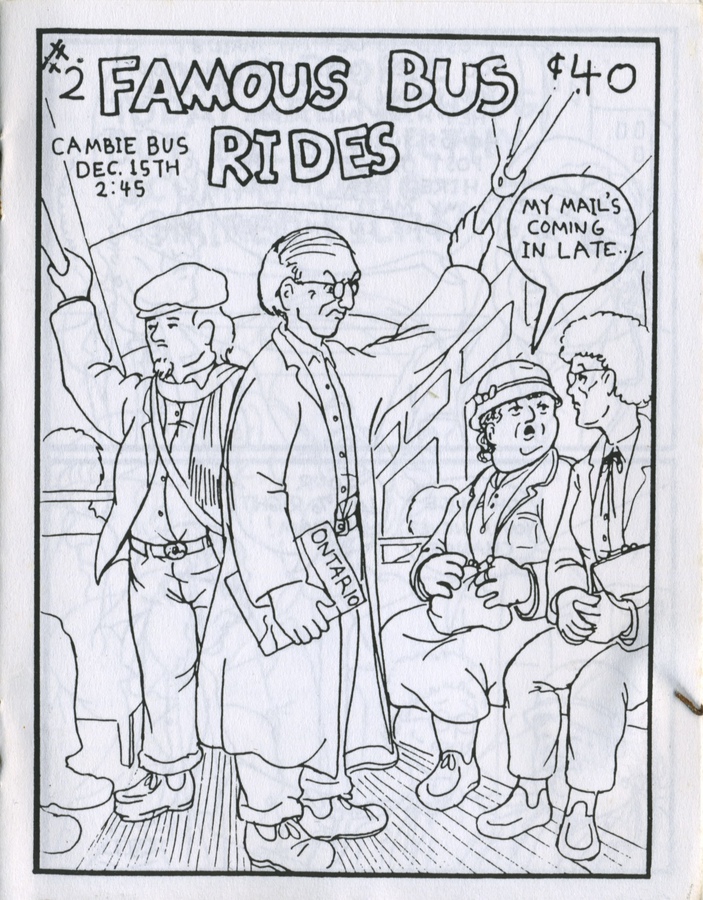 #2 FAMOUS BUS ¢40
RIDES
CAMBIE BUS
DEC. 15TH
2:45
MY MAIL'S
COMING
IN LATE..
ONTARIO